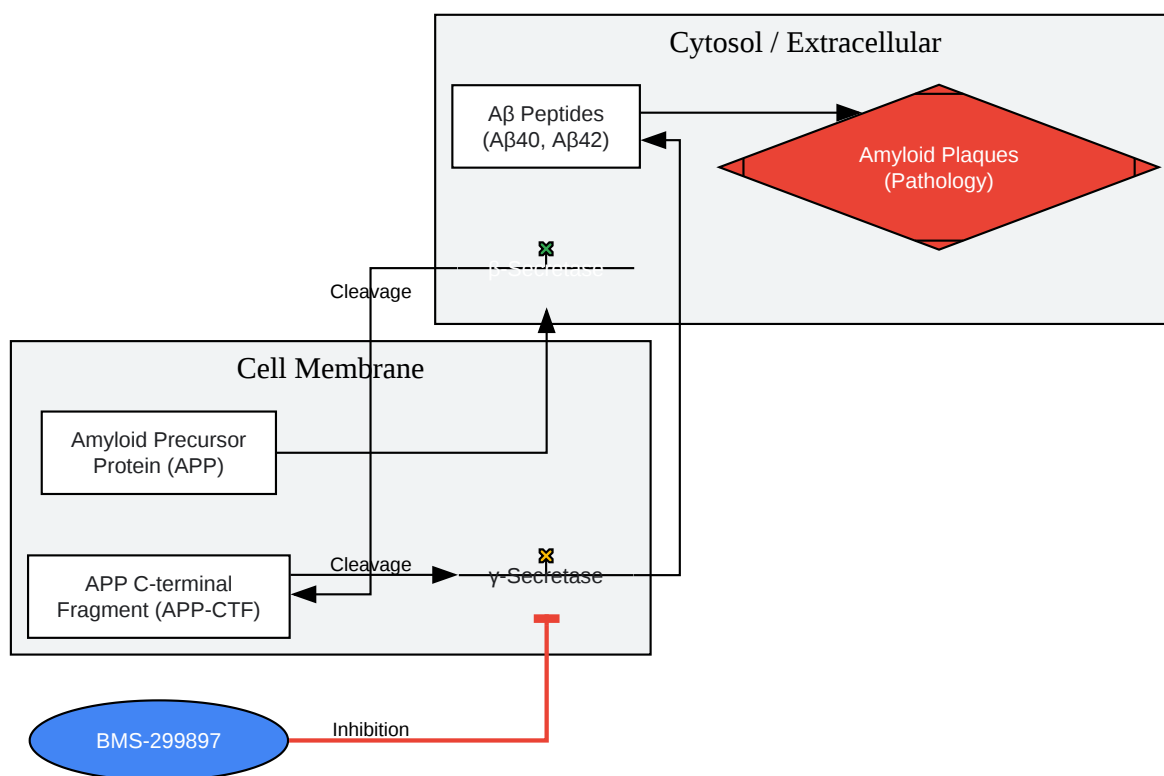 Cytosol / Extracellular
Aβ Peptides
(Aβ40, Aβ42)
Amyloid Plaques
(Pathology)
β-Secretase
Cleavage
Cell Membrane
Amyloid Precursor
Protein (APP)
APP C-terminal
Fragment (APP-CTF)
Cleavage
γ-Secretase
BMS-299897
Inhibition